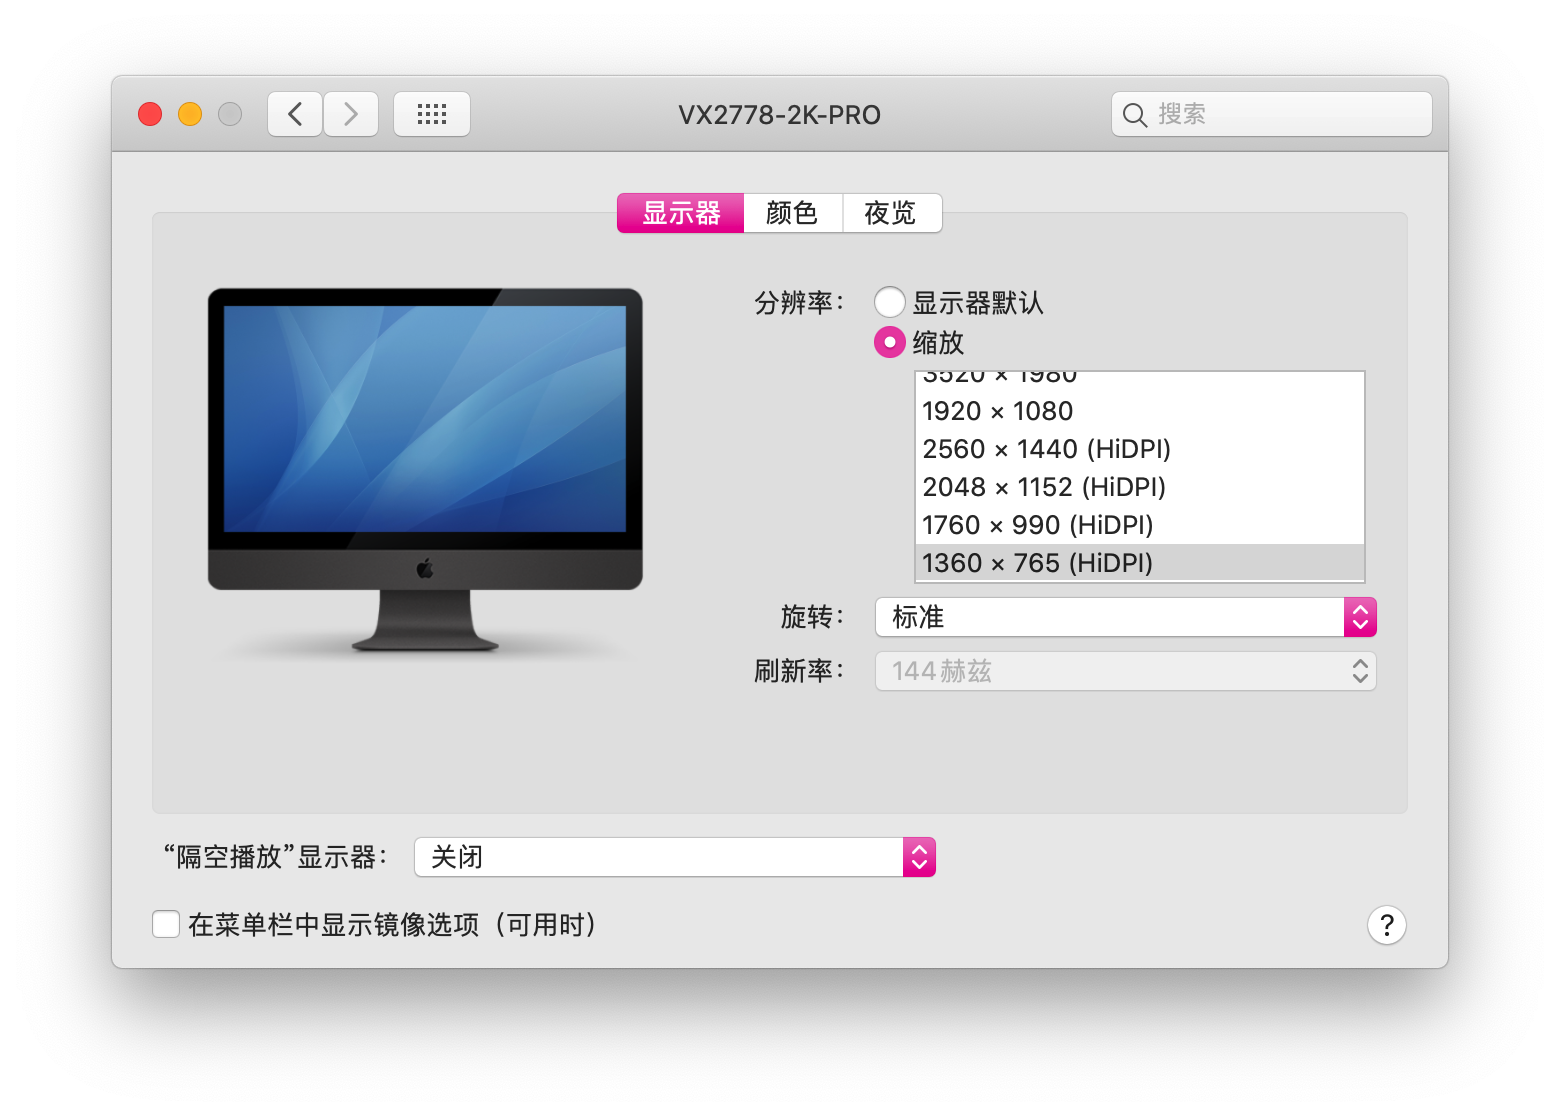 VX2778-2K-PRO
搜索
显示器 颜色 夜览
分辨率： 显示器默认
缩放
3520 × 1980
1920 × 1080
2560 × 1440 (HiDPI)
2048 × 1152 (HiDPI)
1760 × 990 (HiDPI)
1360 × 765 (HiDPI)
旋转： 标准
刷新率： 144赫兹
“隔空播放”显示器： 关闭
在菜单栏中显示镜像选项（可用时）
?